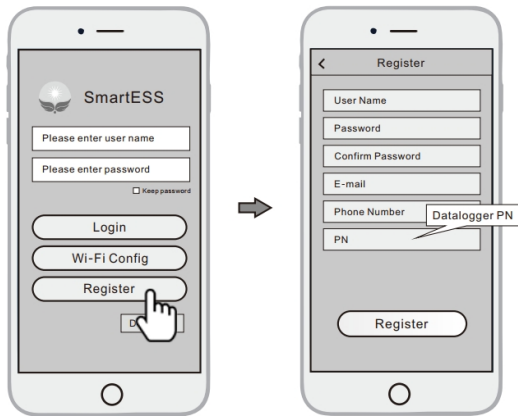 SmartESS
Please enter user name
Please enter password
Keep password
Login
Wi-Fi Config
Register
D
Register
User Name
Password
Confirm Password
E-mail
Phone Number
Datalogger PN
PN
Register